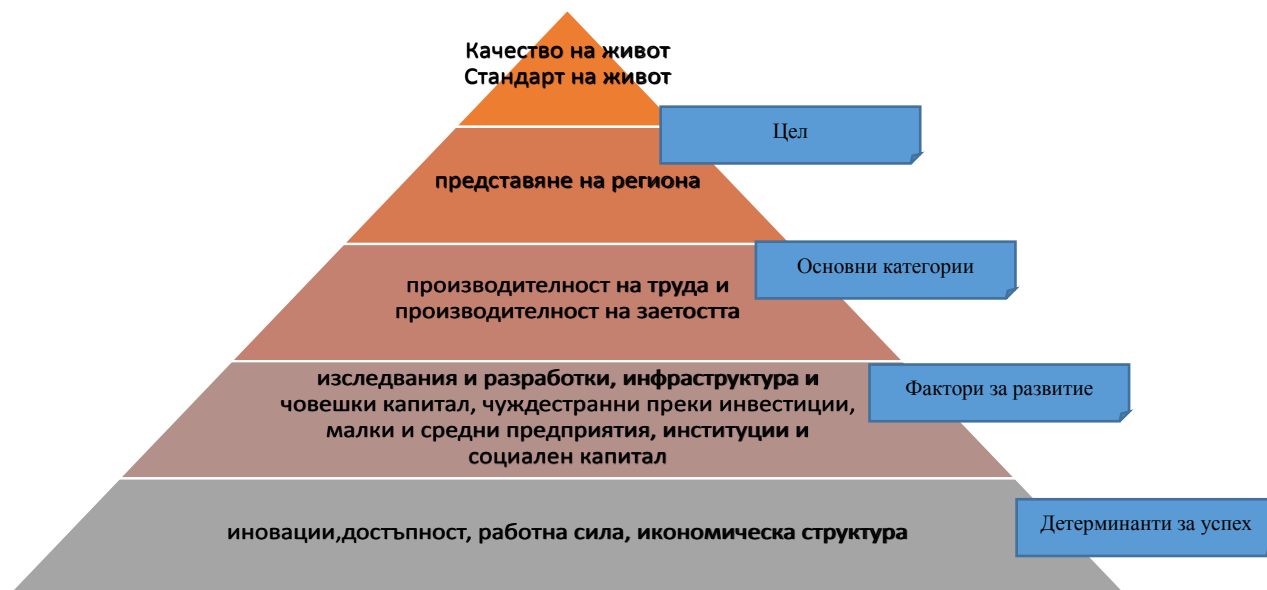 Качество на живот
Стандарт на живот
Цел
представяне на региона
Основни категории
производителност на труда и
производителност на заетостта
изследвания и разработки, инфраструктура и
човешки капитал, чуждестранни преки инвестиции,
малки и средни предприятия, институции и
социален капитал
Фактори за развитие
иновации,достъпност, работна сила, икономическа структура
Детерминанти за успех